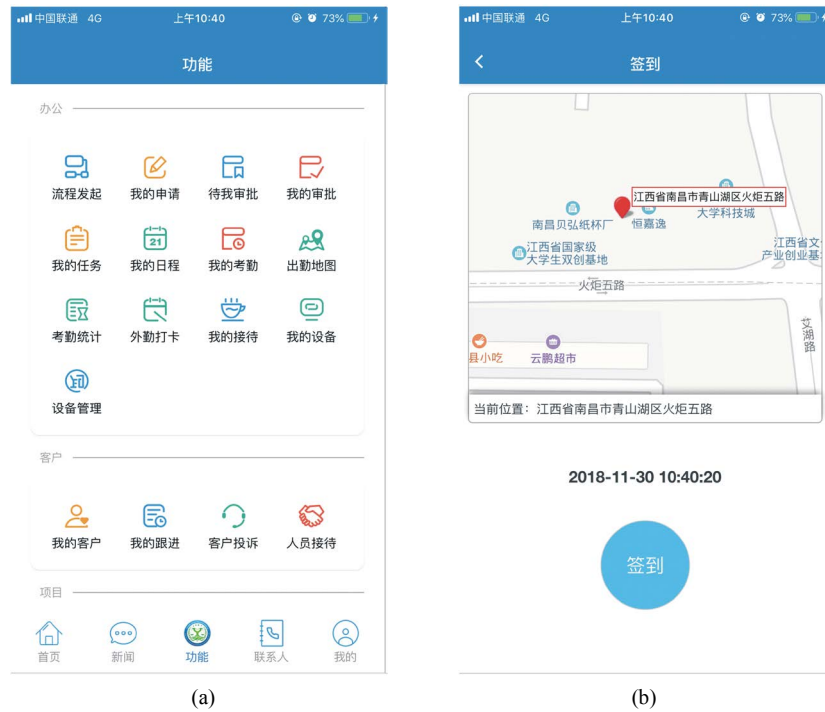 中国联通 4G 上午10:40 73%
功能
办公
流程发起 我的申请 待我审批 我的审批
21
我的任务 我的日程 我的考勤 出勤地图
考勤统计 外勤打卡 我的接待 我的设备
设备管理
客户
我的客户 我的跟进 客户投诉 人员接待
项目
首页 新闻 功能 联系人 我的
(a)
中国联通 4G 上午10:40 73%
签到
江西省南昌市青山湖区火炬五路
南昌贝弘纸杯厂 恒嘉逸 大学科技城
江西省国家级
大学生双创基地
江西省文
产业创业基
火炬五路
艾湖路
县小吃 云鹏超市
当前位置：江西省南昌市青山湖区火炬五路
2018-11-30 10:40:20
签到
(b)